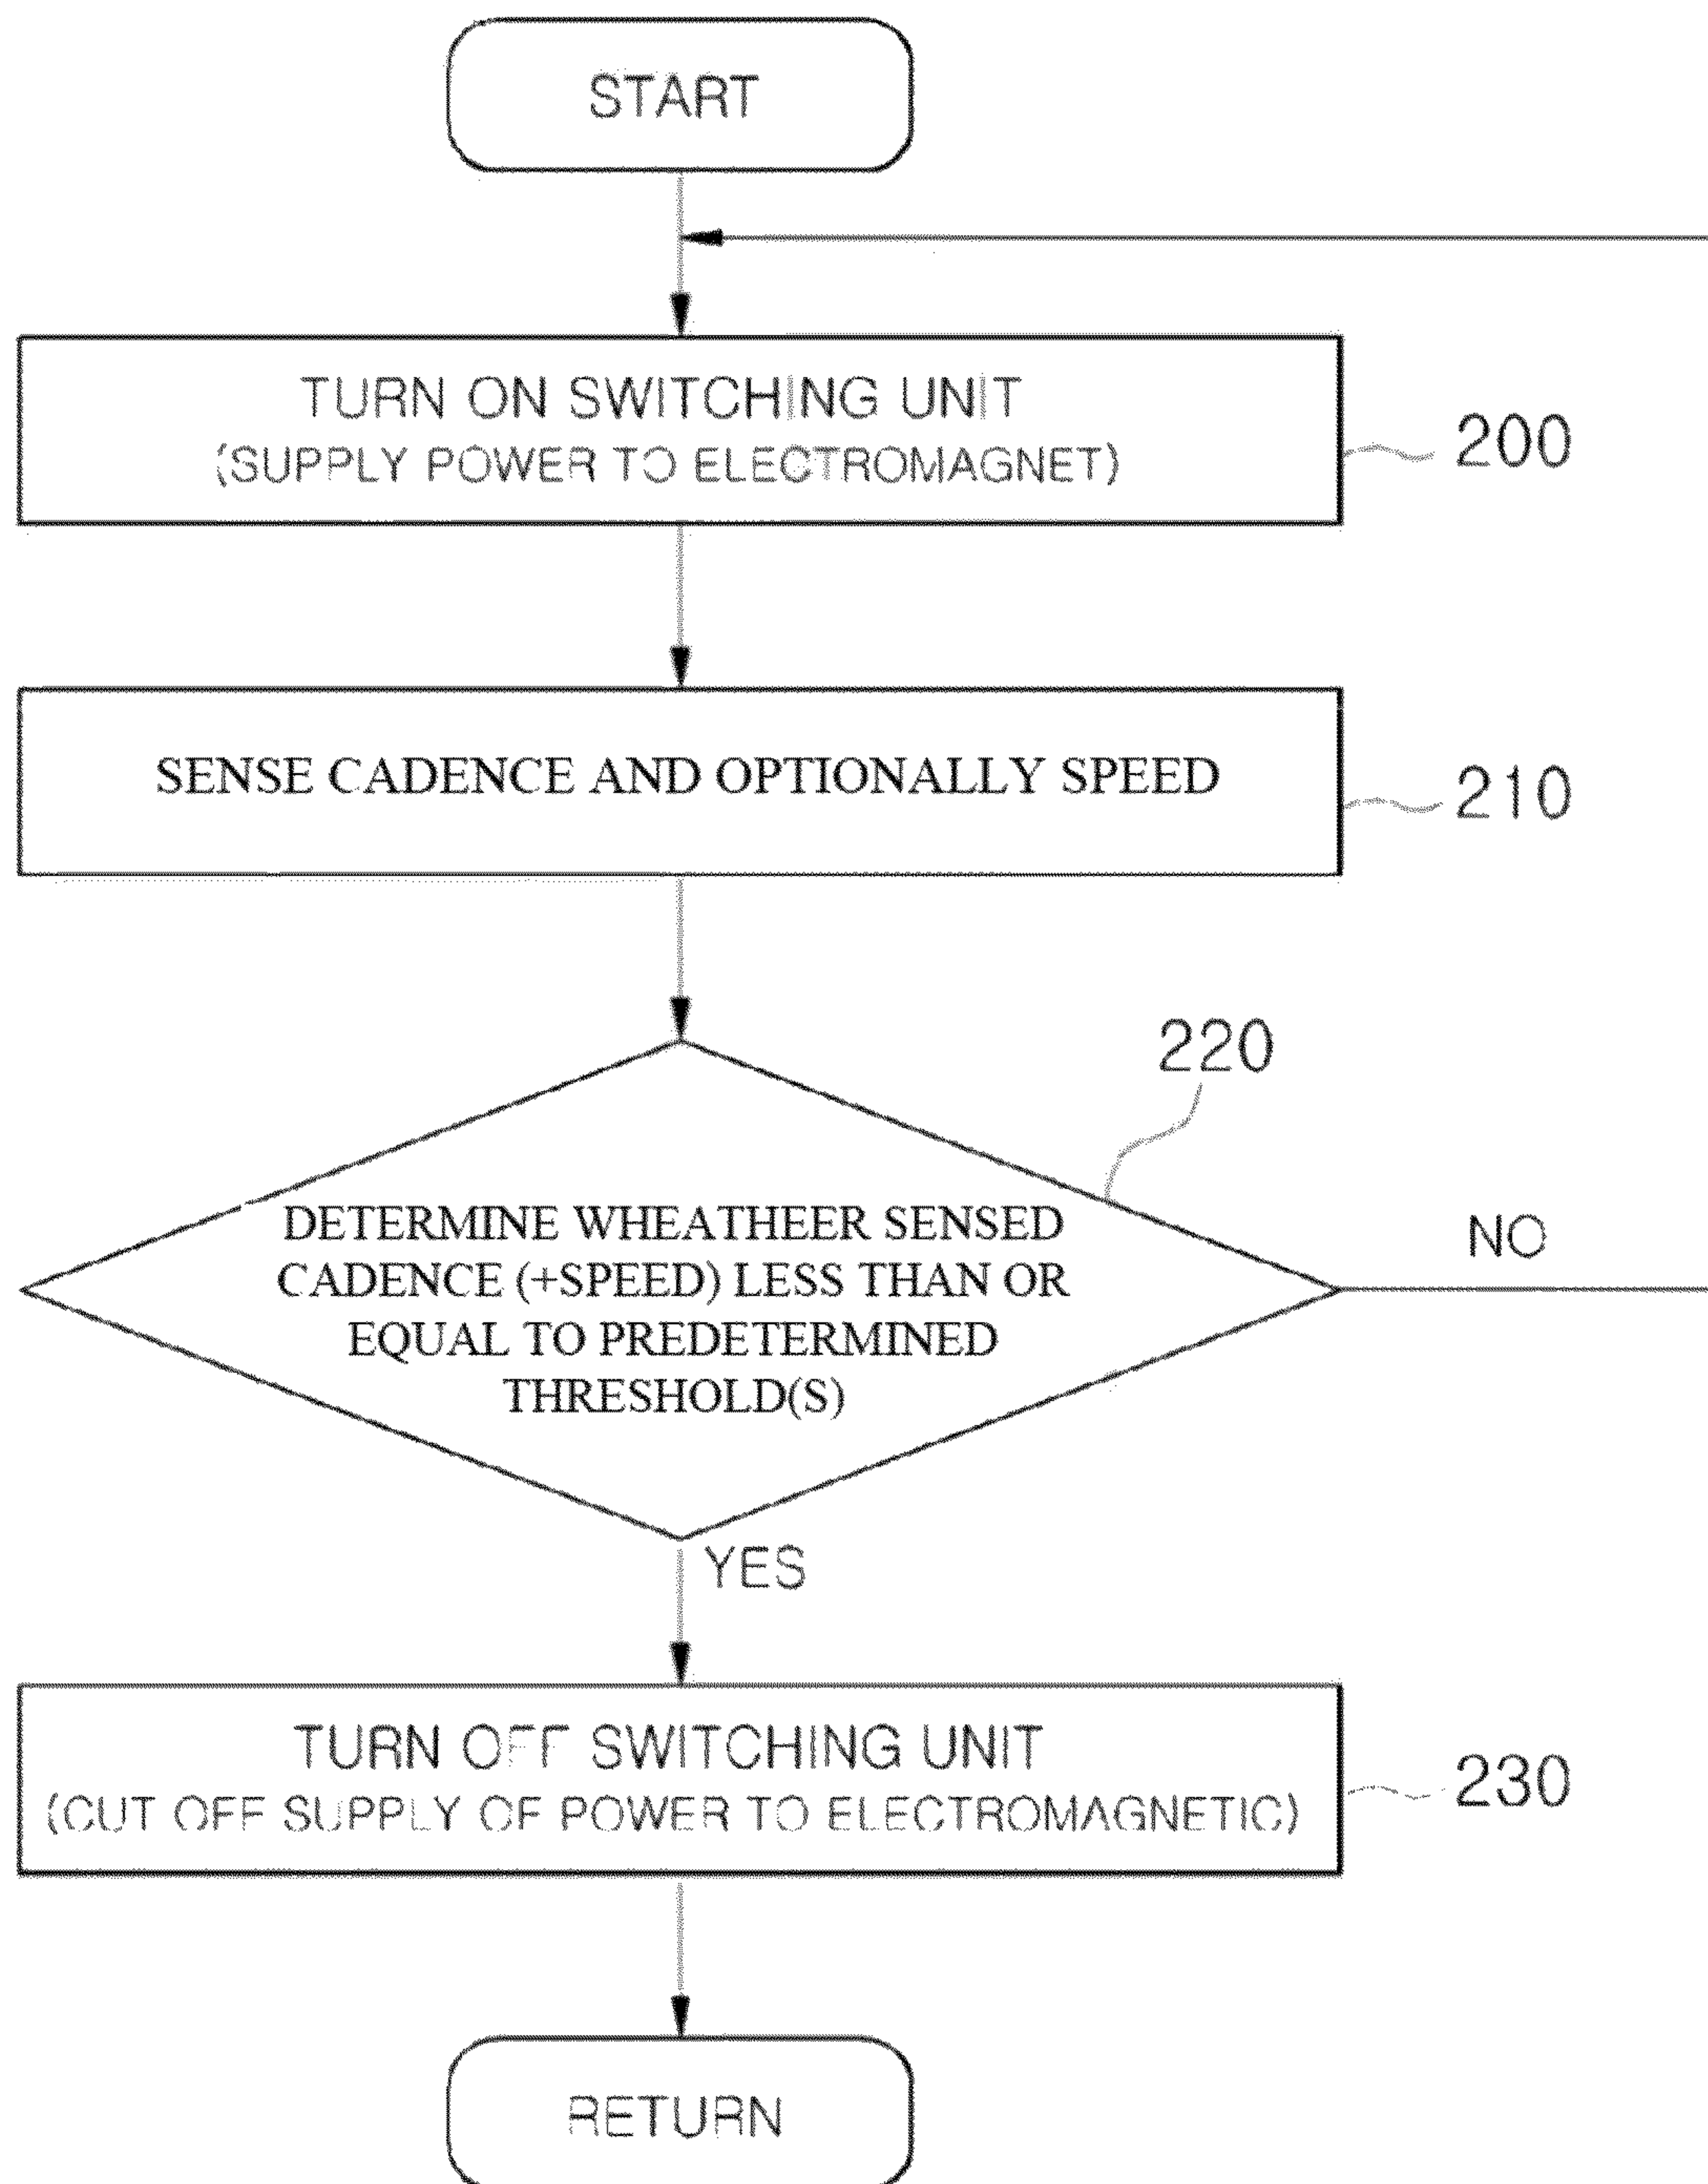 START
TURN ON SWITCHING UNIT
(SUPPLY POWER TO ELECTROMAGNET)
200
SENSE CADENCE AND OPTIONALLY SPEED
210
220
DETERMINE WHEATHEER SENSED
CADENCE (+SPEED) LESS THAN OR
EQUAL TO PREDETERMINED
THRESHOLD(S)
NO
YES
TURN OFF SWITCHING UNIT
(CUT OFF SUPPLY OF POWER TO ELECTROMAGNETIC)
230
RETURN